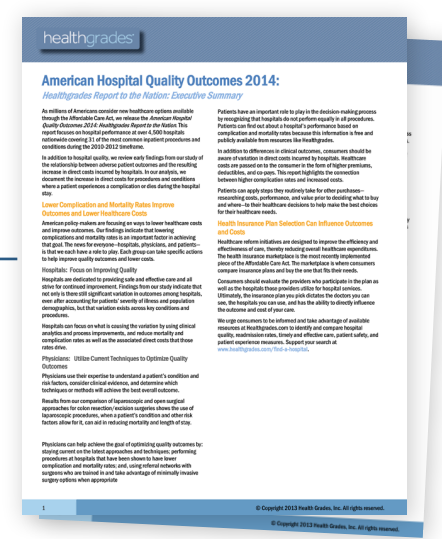 healthgrades
American Hospital Quality Outcomes 2014:
Healthgrades Report to the Nation: Executive Summary
As millions of Americans consider new healthcare options available
through the Affordable Care Act, we release the American Hospital
Quality Outcomes 2014: Healthgrades Report to the Nation. This
report focuses on hospital performance at over 4,500 hospitals
nationwide covering 31 of the most common inpatient procedures and
conditions during the 2010-2012 timeframe.
In addition to hospital quality, we review early findings from our study of
the relationship between adverse patient outcomes and the resulting
increase in direct costs incurred by hospitals. In our analysis, we
document the increase in direct costs for procedures and conditions
where a patient experiences a complication or dies during the hospital
stay.
Lower Complication and Mortality Rates Improve
Outcomes and Lower Healthcare Costs
American policy-makers are focusing on ways to lower healthcare costs
and improve outcomes. Our findings indicate that lowering
complications and mortality rates is an important factor in achieving
that goal. The news for everyone–hospitals, physicians, and patients–
is that we each have a role to play. Each group can take specific actions
to help improve quality outcomes and lower costs.
Hospitals: Focus on Improving Quality
Hospitals are dedicated to providing safe and effective care and all
strive for continued improvement. Findings from our study indicate that
not only is there still significant variation in outcomes among hospitals,
even after accounting for patients' severity of illness and population
demographics, but that variation exists across key conditions and
procedures.
Hospitals can focus on what is causing the variation by using clinical
analytics and process improvements, and reduce mortality and
complication rates as well as the associated direct costs that those
rates drive.
Physicians: Utilize Current Techniques to Optimize Quality
Outcomes
Physicians use their expertise to understand a patient's condition and
risk factors, consider clinical evidence, and determine which
techniques or methods will achieve the best overall outcome.
Results from our comparison of laparoscopic and open surgical
approaches for colon resection/excision surgeries shows the use of
laparoscopic procedures, when a patient's condition and other risk
factors allow for it, can aid in reducing mortality and length of stay.
Physicians can help achieve the goal of optimizing quality outcomes by:
staying current on the latest approaches and techniques; performing
procedures at hospitals that have been shown to have lower
complication and mortality rates; and, using referral networks with
surgeons who are trained in and take advantage of minimally invasive
surgery options when appropriate
Patients have an important role to play in the decision-making process
by recognizing that hospitals do not perform equally in all procedures.
Patients can find out about a hospital's performance based on
complication and mortality rates because this information is free and
publicly available from resources like Healthgrades.
In addition to differences in clinical outcomes, consumers should be
aware of variation in direct costs incurred by hospitals. Healthcare
costs are passed on to the consumer in the form of higher premiums,
deductibles, and co-pays. This report highlights the connection
between higher complication rates and increased costs.
Patients can apply steps they routinely take for other purchases–
researching costs, performance, and value prior to deciding what to buy
and where–to their healthcare decisions to help make the best choices
for their healthcare needs.
Health Insurance Plan Selection Can Influence Outcomes
and Costs
Healthcare reform initiatives are designed to improve the efficiency and
effectiveness of care, thereby reducing overall healthcare expenditures.
The health insurance marketplace is the most recently implemented
piece of the Affordable Care Act. The marketplace is where consumers
compare insurance plans and buy the one that fits their needs.
Consumers should evaluate the providers who participate in the plan as
well as the hospitals those providers utilize for hospital services.
Ultimately, the insurance plan you pick dictates the doctors you can
see, the hospitals you can use, and has the ability to directly influence
the outcome and cost of your care.
We urge consumers to be informed and take advantage of available
resources at Healthgrades.com to identify and compare hospital
quality, readmission rates, timely and effective care, patient safety, and
patient experience measures. Support your search at
www.healthgrades.com/find-a-hospital.
1
© Copyright 2013 Health Grades, Inc. All rights reserved.
© Copyright 2013 Health Grades, Inc. All rights reserved.